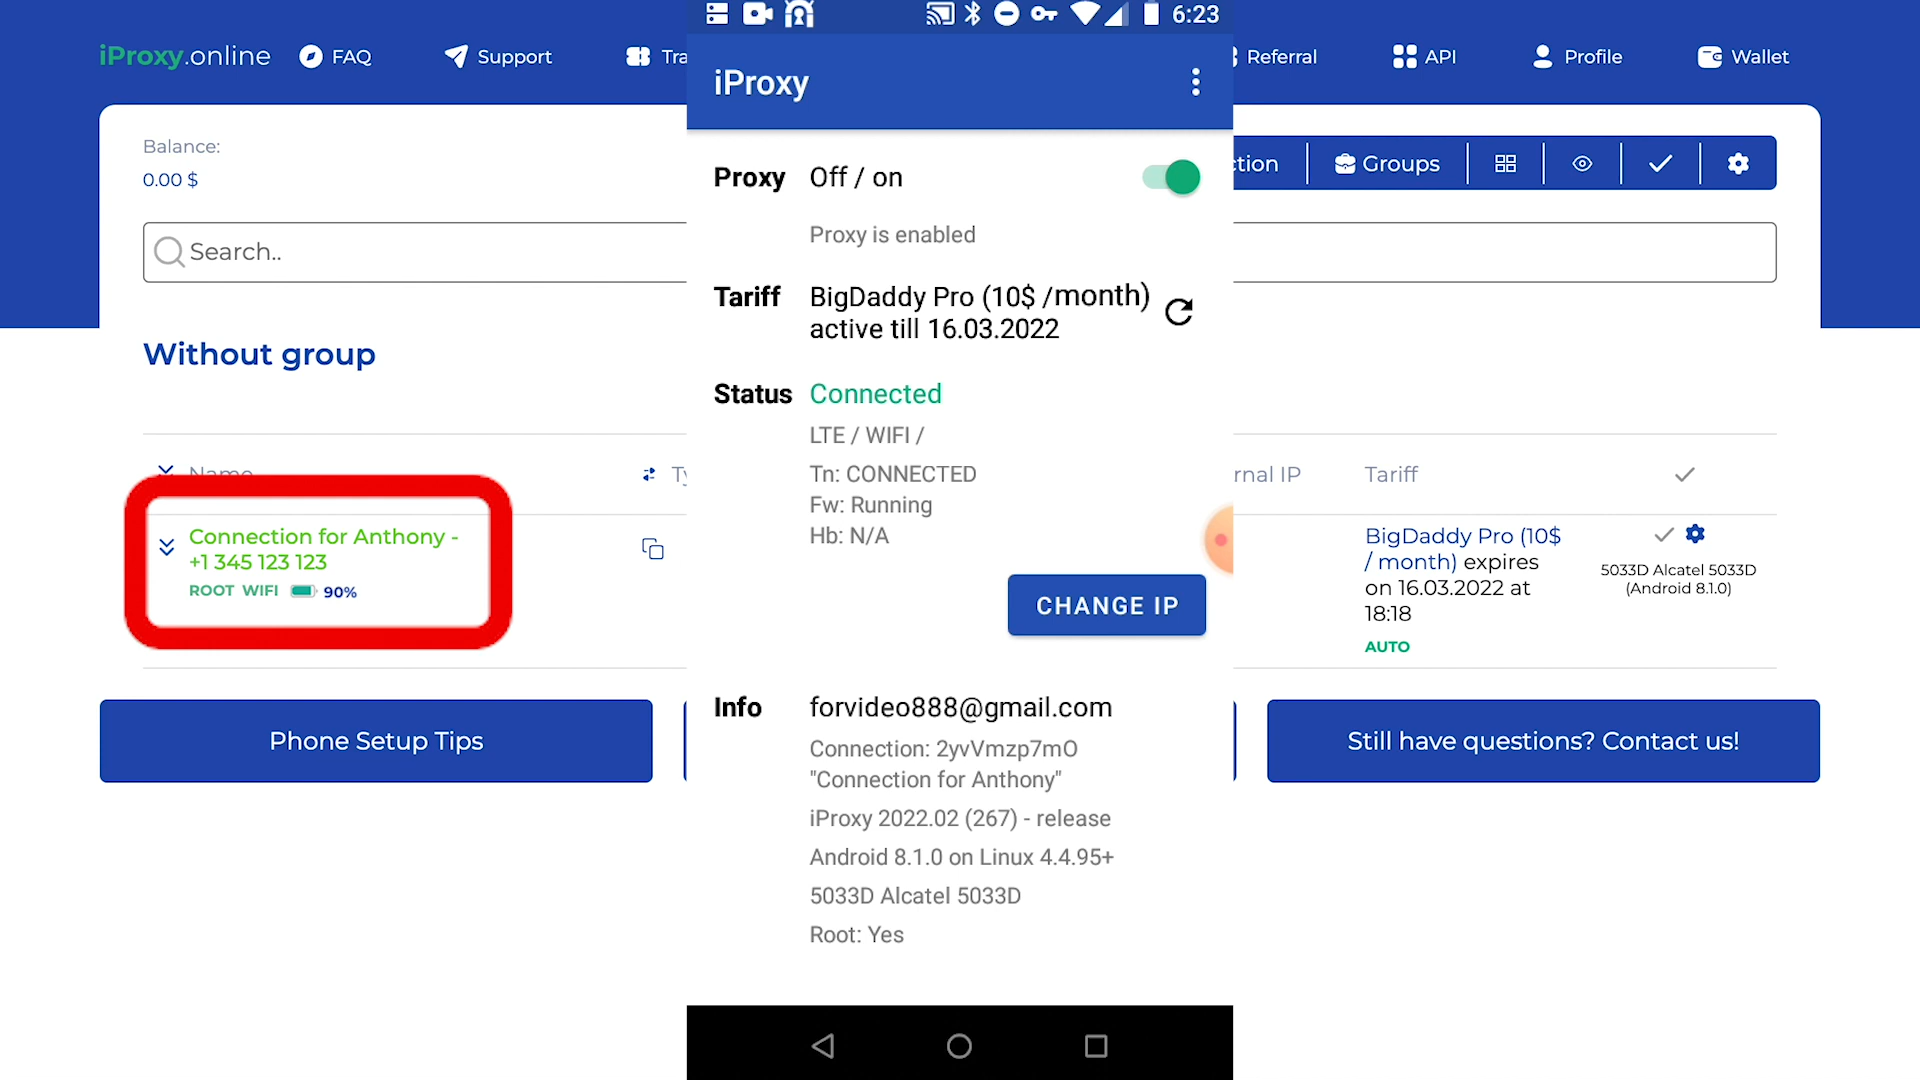 iProxy.online
FAQ
Support
Tra
Referral
API
Profile
Wallet
Balance:
0.00 $
ction
Groups
Search..
Without group
Name
Ty
rnal IP
Tariff
Connection for Anthony -
+1 345 123 123
ROOT WIFI 90%
BigDaddy Pro (10$
/ month) expires
on 16.03.2022 at
18:18
AUTO
5033D Alcatel 5033D
(Android 8.1.0)
Phone Setup Tips
Still have questions? Contact us!
6:23
iProxy
Proxy Off / on
Proxy is enabled
Tariff BigDaddy Pro (10$ /month)
active till 16.03.2022
Status Connected
LTE / WIFI /
Tn: CONNECTED
Fw: Running
Hb: N/A
CHANGE IP
Info forvideo888@gmail.com
Connection: 2yvVmzp7mO
"Connection for Anthony"
iProxy 2022.02 (267) - release
Android 8.1.0 on Linux 4.4.95+
5033D Alcatel 5033D
Root: Yes